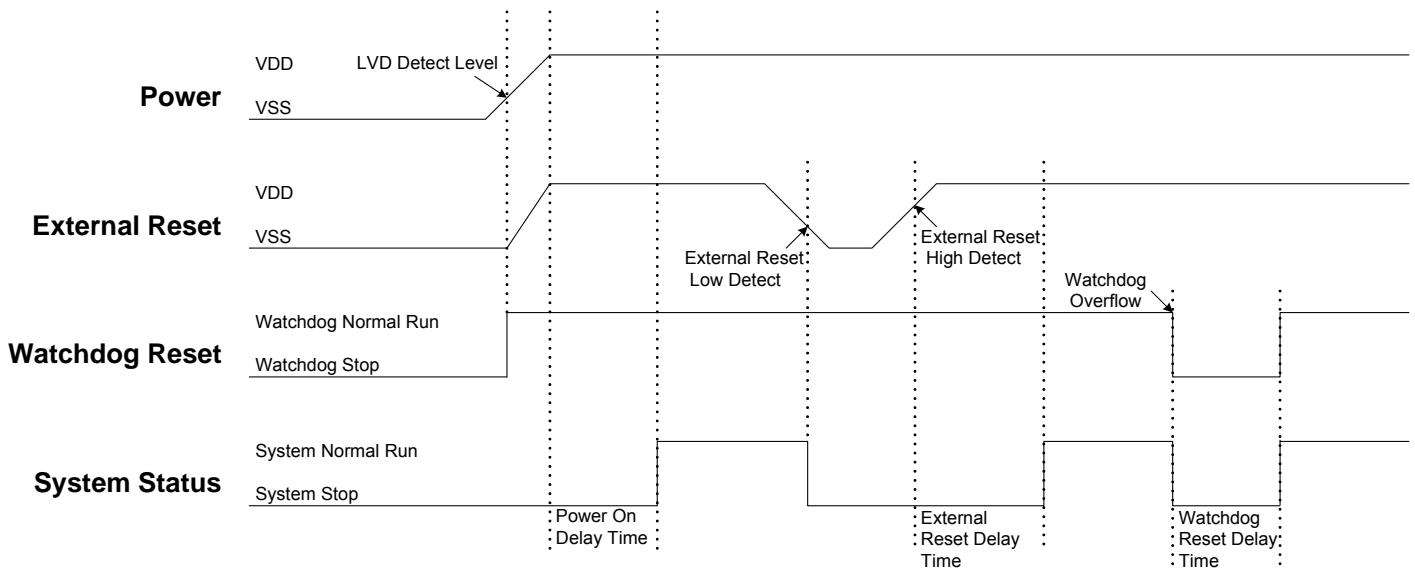 VDD
LVD Detect Level
Power
VSS
VDD
External Reset
VSS
External Reset
Low Detect
External Reset
High Detect
Watchdog
Overflow
Watchdog Normal Run
Watchdog Reset
Watchdog Stop
System Normal Run
System Status
System Stop
Power On
Delay Time
External
Reset Delay
Time
Watchdog
Reset Delay
Time